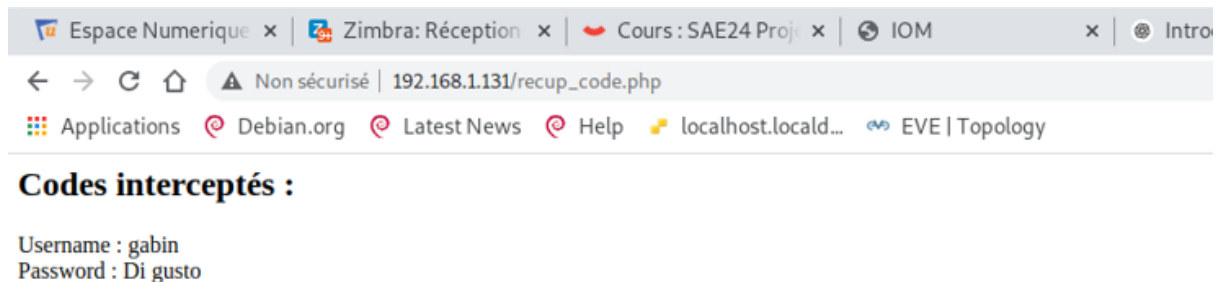 Espace Numerique Zimbra: Réception Cours : SAE24 Proje IOM Intro
Non sécurisé | 192.168.1.131/recup_code.php
Applications Debian.org Latest News Help localhost.locald... EVE | Topology
Codes interceptés :
Username : gabin
Password : Di gusto